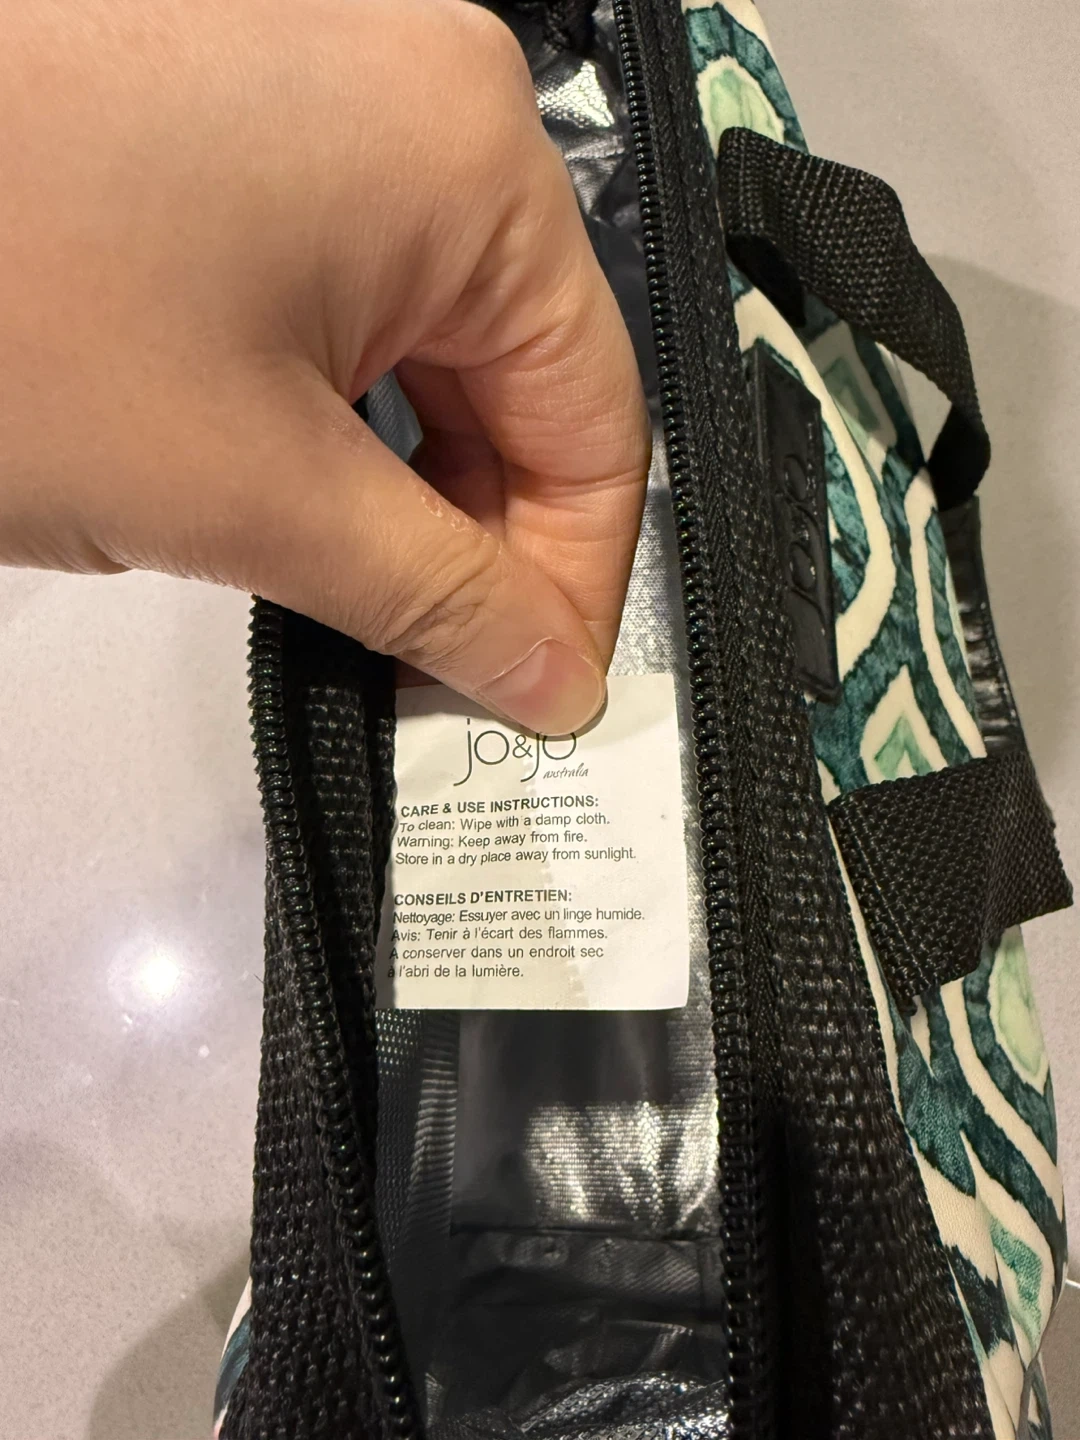 jo&jo
australia
CARE & USE INSTRUCTIONS:
To clean: Wipe with a damp cloth.
Warning: Keep away from fire.
Store in a dry place away from sunlight.
CONSEILS D'ENTRETIEN:
Nettoyage: Essuyer avec un linge humide.
Avis: Tenir à l'écart des flammes.
A conserver dans un endroit sec
à l'abri de la lumière.
jo&jo